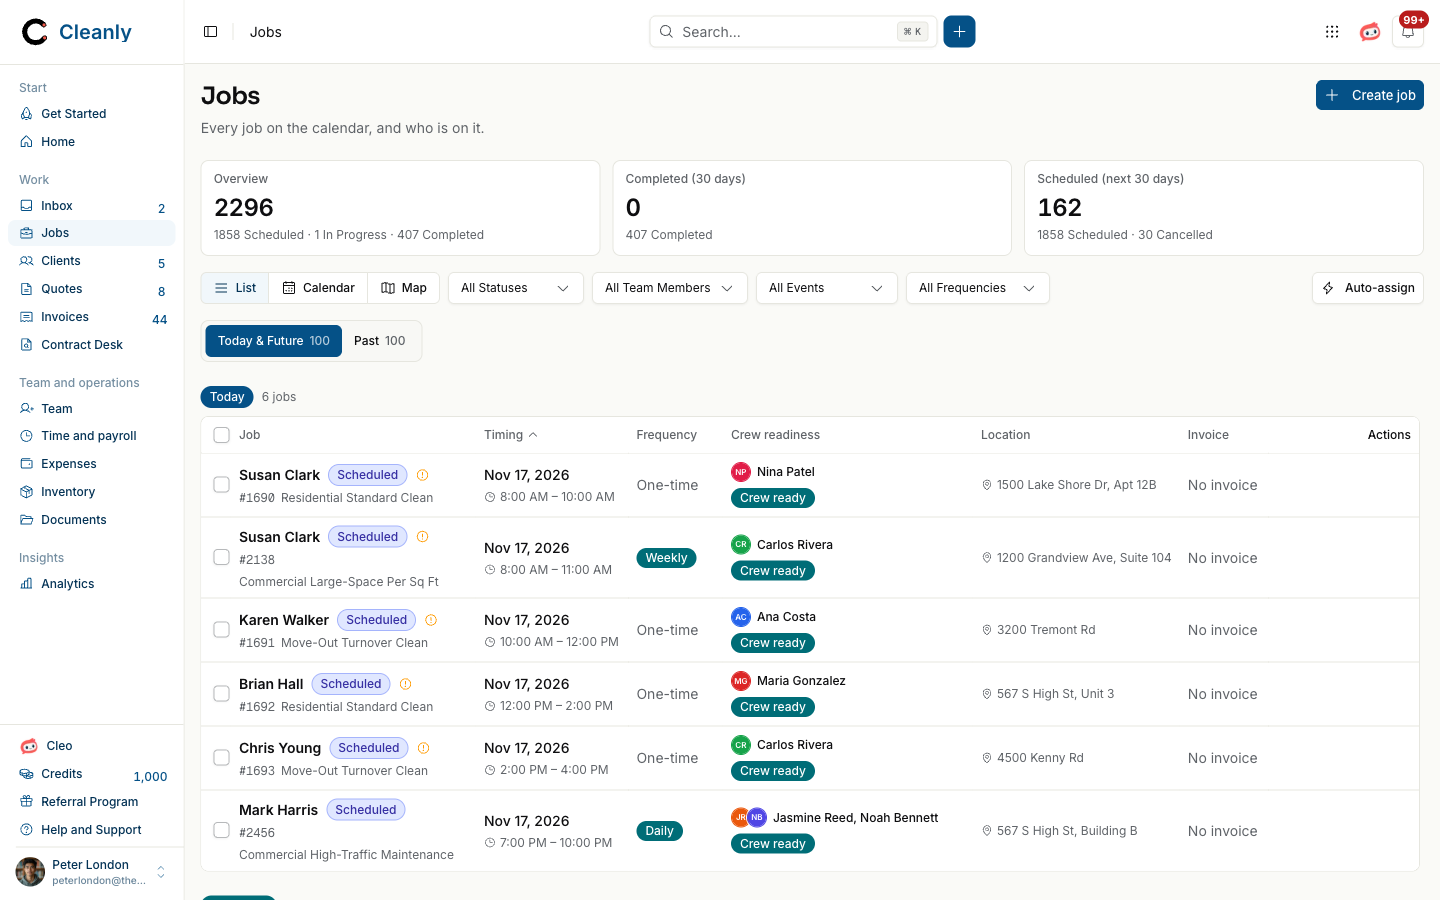 Cleanly
Jobs
Search...
⌘ K
99+
Start
Get Started
Home
Work
Inbox 2
Jobs
Clients 5
Quotes 8
Invoices 44
Contract Desk
Team and operations
Team
Time and payroll
Expenses
Inventory
Documents
Insights
Analytics
Cleo
Credits 1,000
Referral Program
Help and Support
Peter London
peterlondon@the...
Jobs
Create job
Every job on the calendar, and who is on it.
Overview
2296
1858 Scheduled · 1 In Progress · 407 Completed
Completed (30 days)
0
407 Completed
Scheduled (next 30 days)
162
1858 Scheduled · 30 Cancelled
List Calendar Map All Statuses All Team Members All Events All Frequencies Auto-assign
Today & Future 100 Past 100
Today 6 jobs
Job Timing Frequency Crew readiness Location Invoice Actions
Susan Clark Scheduled
#1690 Residential Standard Clean
Nov 17, 2026
8:00 AM – 10:00 AM
One-time
NP Nina Patel
Crew ready
1500 Lake Shore Dr, Apt 12B
No invoice
Susan Clark Scheduled
#2138
Commercial Large-Space Per Sq Ft
Nov 17, 2026
8:00 AM – 11:00 AM
Weekly
CR Carlos Rivera
Crew ready
1200 Grandview Ave, Suite 104
No invoice
Karen Walker Scheduled
#1691 Move-Out Turnover Clean
Nov 17, 2026
10:00 AM – 12:00 PM
One-time
AC Ana Costa
Crew ready
3200 Tremont Rd
No invoice
Brian Hall Scheduled
#1692 Residential Standard Clean
Nov 17, 2026
12:00 PM – 2:00 PM
One-time
MG Maria Gonzalez
Crew ready
567 S High St, Unit 3
No invoice
Chris Young Scheduled
#1693 Move-Out Turnover Clean
Nov 17, 2026
2:00 PM – 4:00 PM
One-time
CR Carlos Rivera
Crew ready
4500 Kenny Rd
No invoice
Mark Harris Scheduled
#2456
Commercial High-Traffic Maintenance
Nov 17, 2026
7:00 PM – 10:00 PM
Daily
JR NB Jasmine Reed, Noah Bennett
Crew ready
567 S High St, Building B
No invoice